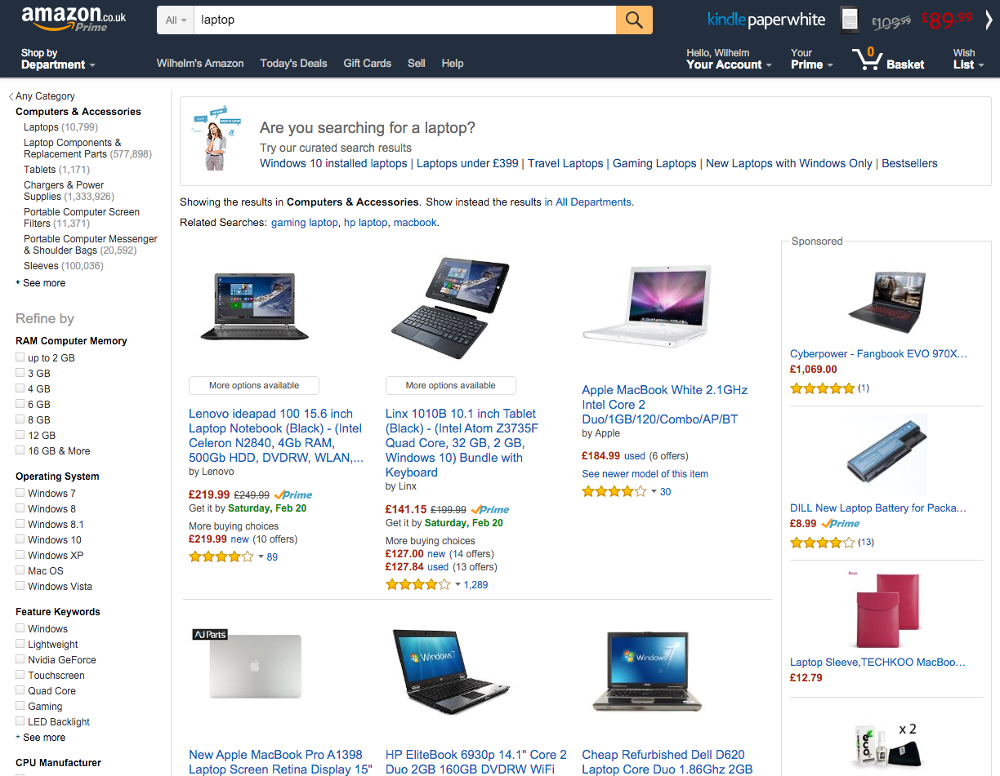 amazon.co.uk
Prime
All
laptop
kindle paperwhite
£109.99
£89.99
Shop by
Department
Wilhelm's Amazon
Today's Deals
Gift Cards
Sell
Help
Hello, Wilhelm
Your Account
Your
Prime
0
Basket
Wish
List
Any Category
Computers & Accessories
Laptops (10,799)
Laptop Components &
Replacement Parts (577,898)
Tablets (1,171)
Chargers & Power
Supplies (1,333,926)
Portable Computer Screen
Filters (11,371)
Portable Computer Messenger
& Shoulder Bags (20,592)
Sleeves (100,036)
+ See more
Refine by
RAM Computer Memory
up to 2 GB
3 GB
4 GB
6 GB
8 GB
12 GB
16 GB & More
Operating System
Windows 7
Windows 8
Windows 8.1
Windows 10
Windows XP
Mac OS
Windows Vista
Feature Keywords
Windows
Lightweight
Nvidia GeForce
Touchscreen
Quad Core
Gaming
LED Backlight
+ See more
CPU Manufacturer
Are you searching for a laptop?
Try our curated search results
Windows 10 installed laptops | Laptops under £399 | Travel Laptops | Gaming Laptops | New Laptops with Windows Only | Bestsellers
Showing the results in Computers & Accessories. Show instead the results in All Departments.
Related Searches: gaming laptop, hp laptop, macbook.
More options available
Lenovo ideapad 100 15.6 inch
Laptop Notebook (Black) - (Intel
Celeron N2840, 4Gb RAM,
500Gb HDD, DVDRW, WLAN,...
by Lenovo
£219.99 £249.99 Prime
Get it by Saturday, Feb 20
More buying choices
£219.99 new (10 offers)
89
More options available
Linx 1010B 10.1 inch Tablet
(Black) - (Intel Atom Z3735F
Quad Core, 32 GB, 2 GB,
Windows 10) Bundle with
Keyboard
by Linx
£141.15 £199.99 Prime
Get it by Saturday, Feb 20
More buying choices
£127.00 new (14 offers)
£127.84 used (13 offers)
1,289
Apple MacBook White 2.1GHz
Intel Core 2
Duo/1GB/120/Combo/AP/BT
by Apple
£184.99 used (6 offers)
See newer model of this item
30
AJ Parts
New Apple MacBook Pro A1398
Laptop Screen Retina Display 15"
Windows 7
HP EliteBook 6930p 14.1" Core 2
Duo 2GB 160GB DVDRW WiFi
Windows 7
Cheap Refurbished Dell D620
Laptop Core Duo 1.86Ghz 2GB
Sponsored
Cyberpower - Fangbook EVO 970X...
£1,069.00
(1)
DILL New Laptop Battery for Packa...
£8.99 Prime
(13)
Rose
Laptop Sleeve,TECHKOO MacBoo...
£12.79
x 2